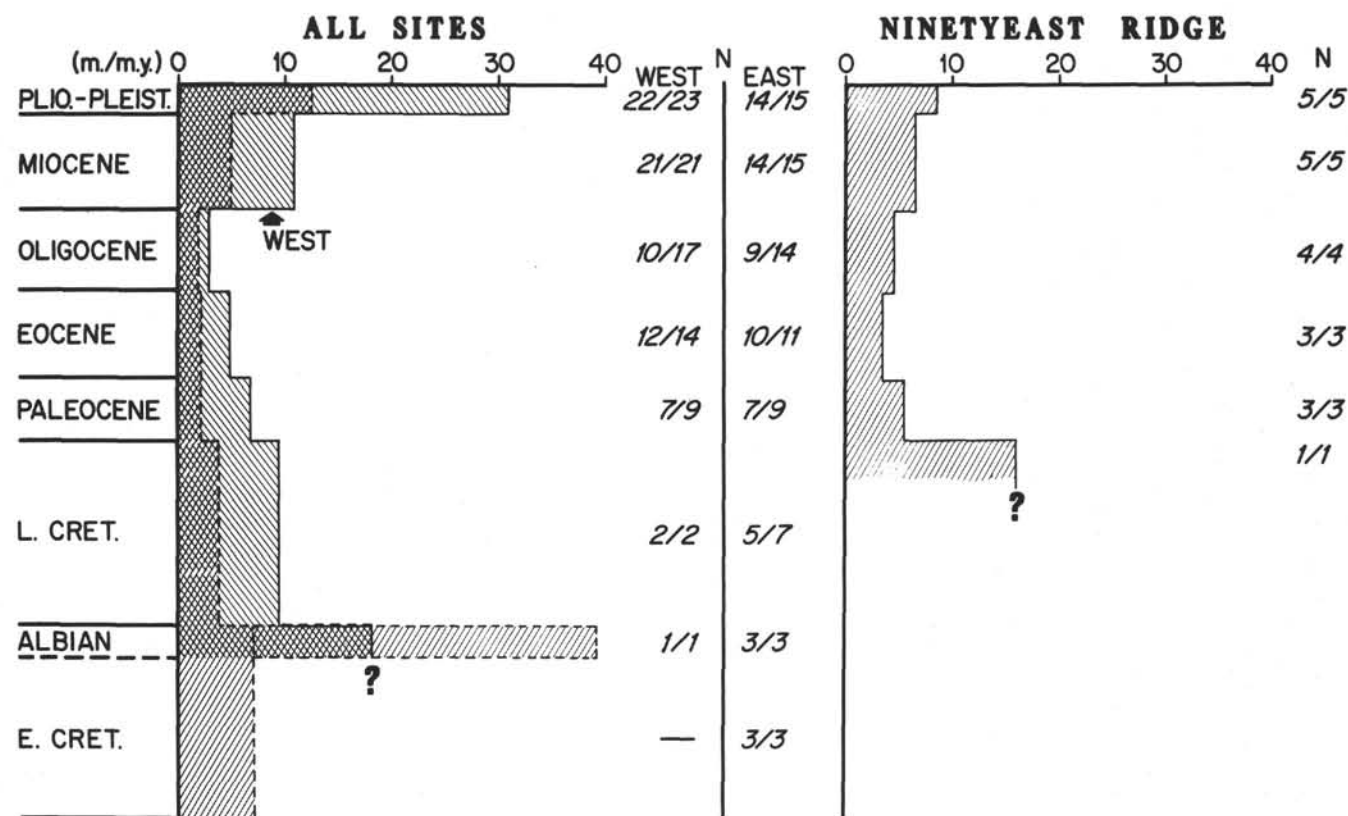 ALL SITES NINETYEAST RIDGE
(m./m.y.) 0 10 20 30 40 N 0 10 20 30 40 N
WEST EAST
PLIO.-PLEIST. 22/23 14/15 5/5
MIOCENE 21/21 14/15 5/5
WEST
OLIGOCENE 10/17 9/14 4/4
EOCENE 12/14 10/11 3/3
PALEOCENE 7/9 7/9 3/3
1/1
?
L. CRET. 2/2 5/7
ALBIAN 1/1 3/3
?
E. CRET. — 3/3